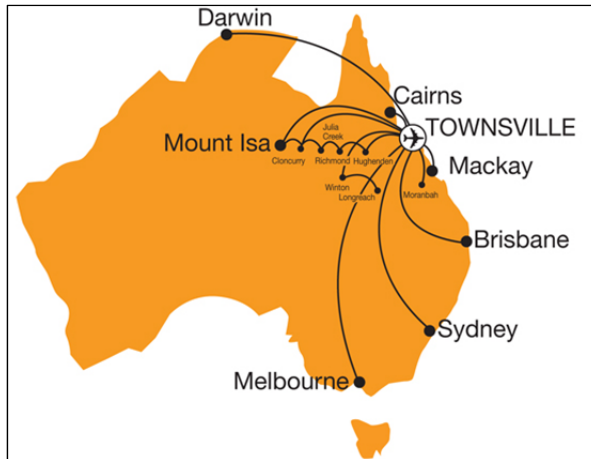 Darwin
Cairns
TOWNSVILLE
Julia
Creek
Mount Isa
Cloncurry
Richmond
Hughenden
Mackay
Winton
Longreach
Moranbah
Brisbane
Sydney
Melbourne